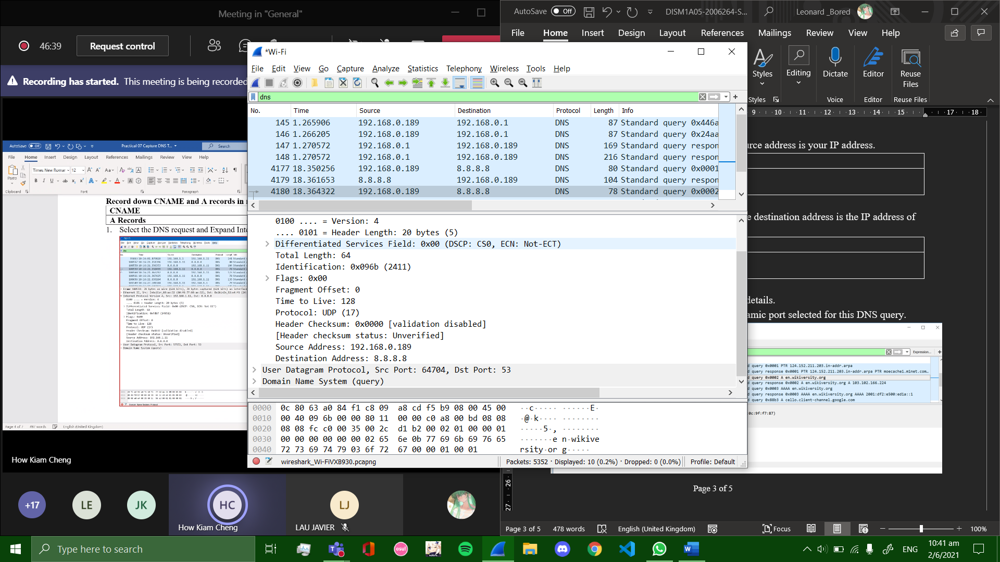 Meeting in "General"
46:39
Request control
Recording has started. This meeting is being recorded
AutoSave Off
Practical 07 Capture DNS T...
Search
File Home Insert Design Layout References Mailings Review View Help
Times New Roman 12
Paste
Clipboard
Font
Paragraph
Record down CNAME and A records in
CNAME
A Records
1. Select the DNS request and Expand Inte
Page 4 of 7 497 words English (United Kingdom)
How Kiam Cheng
+17
LE
JK
HC
How Kiam Cheng
LJ
LAU JAVIER
*Wi-Fi
File Edit View Go Capture Analyze Statistics Telephony Wireless Tools Help
dns
No. Time Source Destination Protocol Length Info
145 1.265906 192.168.0.189 192.168.0.1 DNS 87 Standard query 0x446a
146 1.266205 192.168.0.189 192.168.0.1 DNS 87 Standard query 0x24aa
147 1.270572 192.168.0.1 192.168.0.189 DNS 169 Standard query respon
148 1.270572 192.168.0.1 192.168.0.189 DNS 216 Standard query respon
4177 18.350256 192.168.0.189 8.8.8.8 DNS 80 Standard query 0x0001
4179 18.361653 8.8.8.8 192.168.0.189 DNS 104 Standard query respon
4180 18.364322 192.168.0.189 8.8.8.8 DNS 78 Standard query 0x0002
0100 .... = Version: 4
.... 0101 = Header Length: 20 bytes (5)
Differentiated Services Field: 0x00 (DSCP: CS0, ECN: Not-ECT)
Total Length: 64
Identification: 0x096b (2411)
Flags: 0x00
Fragment Offset: 0
Time to Live: 128
Protocol: UDP (17)
Header Checksum: 0x0000 [validation disabled]
[Header checksum status: Unverified]
Source Address: 192.168.0.189
Destination Address: 8.8.8.8
User Datagram Protocol, Src Port: 64704, Dst Port: 53
Domain Name System (query)
0000 0c 80 63 a0 84 f1 c8 09 a8 cd f5 b9 08 00 45 00 ··c····· ······E·
0010 00 40 09 6b 00 00 80 11 00 00 c0 a8 00 bd 08 08 ·@·k···· ········
0020 08 08 fc c0 00 35 00 2c d1 b2 00 02 01 00 00 01 ·····5·, ········
0030 00 00 00 00 00 00 02 65 6e 0b 77 69 6b 69 76 65 ·······e n·wikive
0040 72 73 69 74 79 03 6f 72 67 00 00 01 00 01 rsity·or g·····
wireshark_Wi-FiVXB930.pcapng
Packets: 5352 · Displayed: 10 (0.2%) · Dropped: 0 (0.0%)
Profile: Default
AutoSave Off
DISM1A05-2006264-S...
Leonard _Bored
File Home Insert Design Layout References Mailings Review View Help
Styles
Editing
Dictate
Editor
Reuse Files
Styles
Voice
Editor
Reuse Files
9 10 11 12 13 14 15 17 18
urce address is your IP address.
e destination address is the IP address of
details.
amic port selected for this DNS query.
Expression...
d query 0x0001 PTR 124.152.211.203.in-addr.arpa
d query response 0x0001 PTR 124.152.211.203.in-addr.arpa PTR moecache1.m1net.com...
d query 0x0002 A en.wikiversity.org
d query response 0x0002 A en.wikiversity.org A 103.102.166.224
d query 0x0003 AAAA en.wikiversity.org
d query response 0x0003 AAAA en.wikiversity.org AAAA 2001:df2:e500:ed1a::1
d query 0x88b3 A cello.client-channel.google.com
0c:9f:f7:87)
26
27
Page 3 of 5
Page 3 of 5 478 words English (United Kingdom) Focus 100%
Type here to search
osu!
ENG
10:41 am
2/6/2021